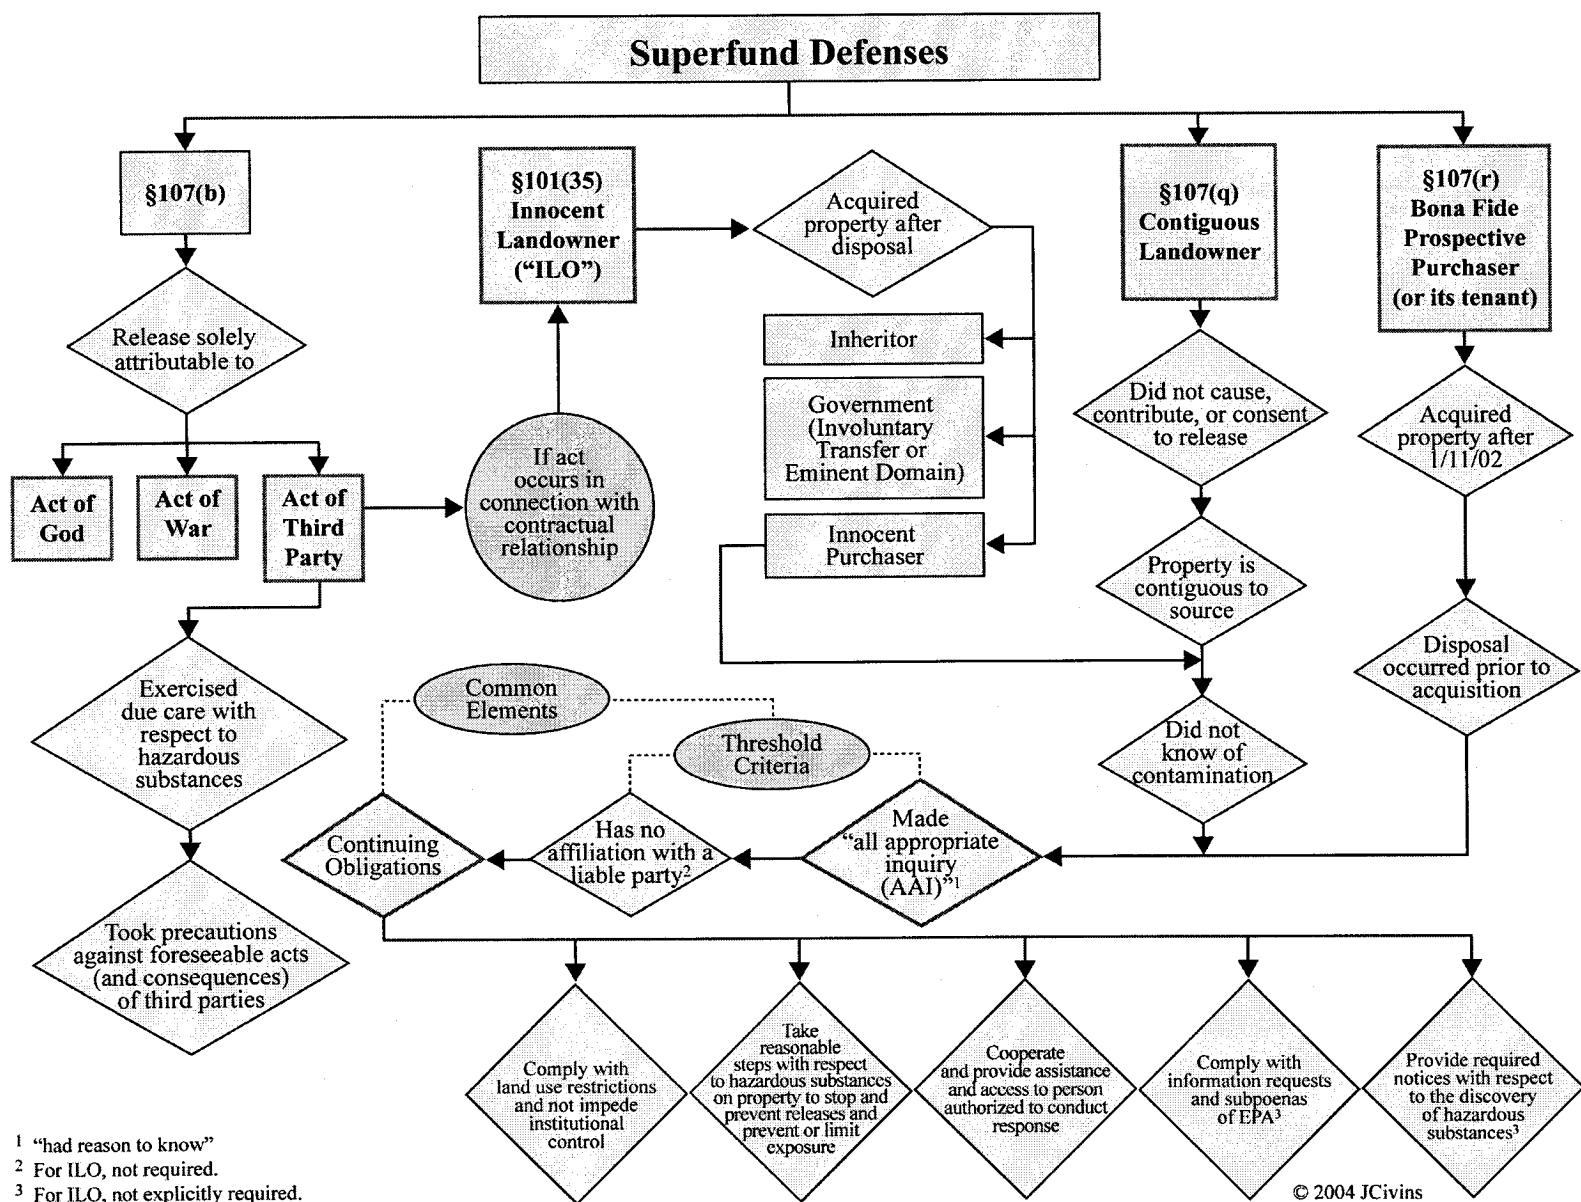 Superfund Defenses
§107(b)
Release solely
attributable to
Act of
God
Act of
War
Act of
Third
Party
Exercised
due care with
respect to
hazardous
substances
Took precautions
against foreseeable acts
(and consequences)
of third parties
If act
occurs in
connection with
contractual
relationship
§101(35)
Innocent
Landowner
(“ILO”)
Acquired
property after
disposal
Inheritor
Government
(Involuntary
Transfer or
Eminent Domain)
Innocent
Purchaser
§107(q)
Contiguous
Landowner
Did not cause,
contribute, or consent
to release
Property is
contiguous to
source
Did not
know of
contamination
§107(r)
Bona Fide
Prospective
Purchaser
(or its tenant)
Acquired
property after
1/11/02
Disposal
occurred prior to
acquisition
Common
Elements
Threshold
Criteria
Made
“all appropriate
inquiry
(AAI)”¹
Has no
affiliation with a
liable party²
Continuing
Obligations
Comply with
land use restrictions
and not impede
institutional
control
Take
reasonable
steps with respect
to hazardous substances
on property to stop and
prevent releases and
prevent or limit
exposure
Cooperate
and provide assistance
and access to person
authorized to conduct
response
Comply with
information requests
and subpoenas
of EPA³
Provide required
notices with respect
to the discovery
of hazardous
substances³
¹ “had reason to know”
² For ILO, not required.
³ For ILO, not explicitly required.
© 2004 JCivins